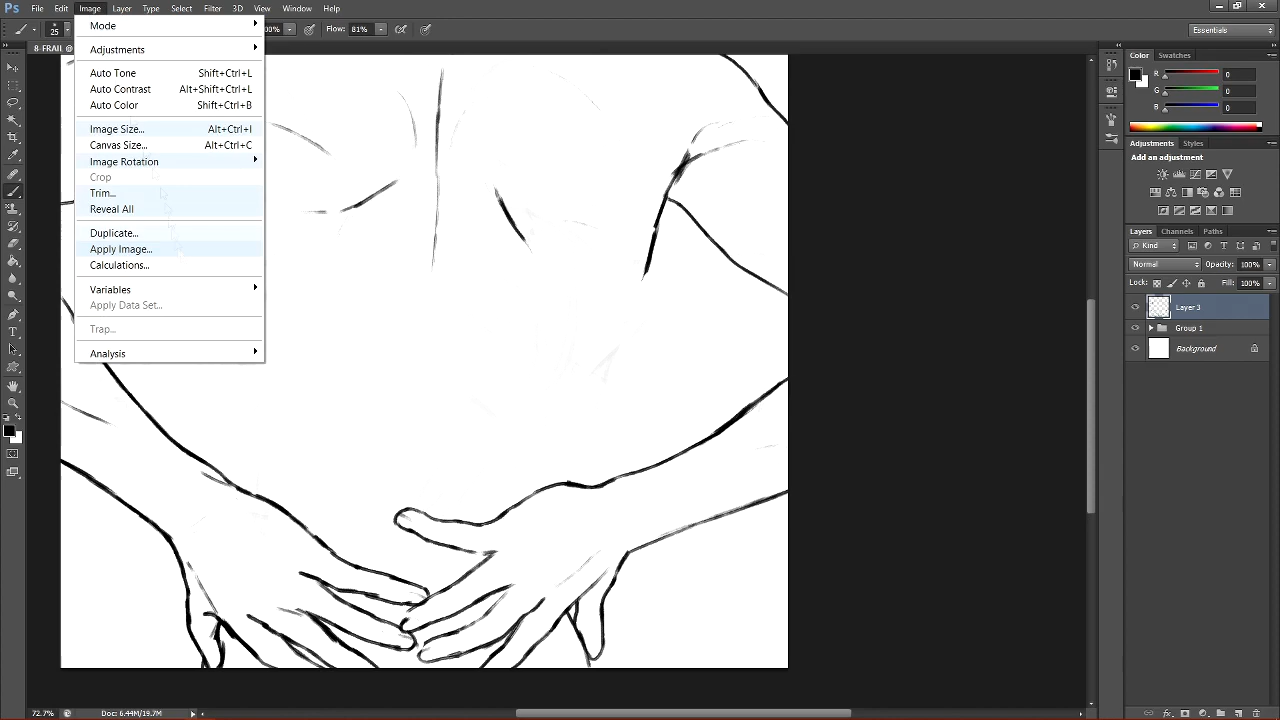 Ps File Edit Image Layer Type Select Filter 3D View Window Help
25 Flow: 81% Essentials
Mode
Adjustments
Auto Tone Shift+Ctrl+L
Auto Contrast Alt+Shift+Ctrl+L
Auto Color Shift+Ctrl+B
Image Size... Alt+Ctrl+I
Canvas Size... Alt+Ctrl+C
Image Rotation
Crop
Trim...
Reveal All
Duplicate...
Apply Image...
Calculations...
Variables
Apply Data Set...
Trap...
Analysis
Color Swatches
R 0
G 0
B 0
Adjustments Styles
Add an adjustment
Layers Channels Paths
Kind
Normal Opacity: 100%
Lock: Fill: 100%
Layer 3
Group 1
Background
72.7% Doc: 6.44M/19.7M